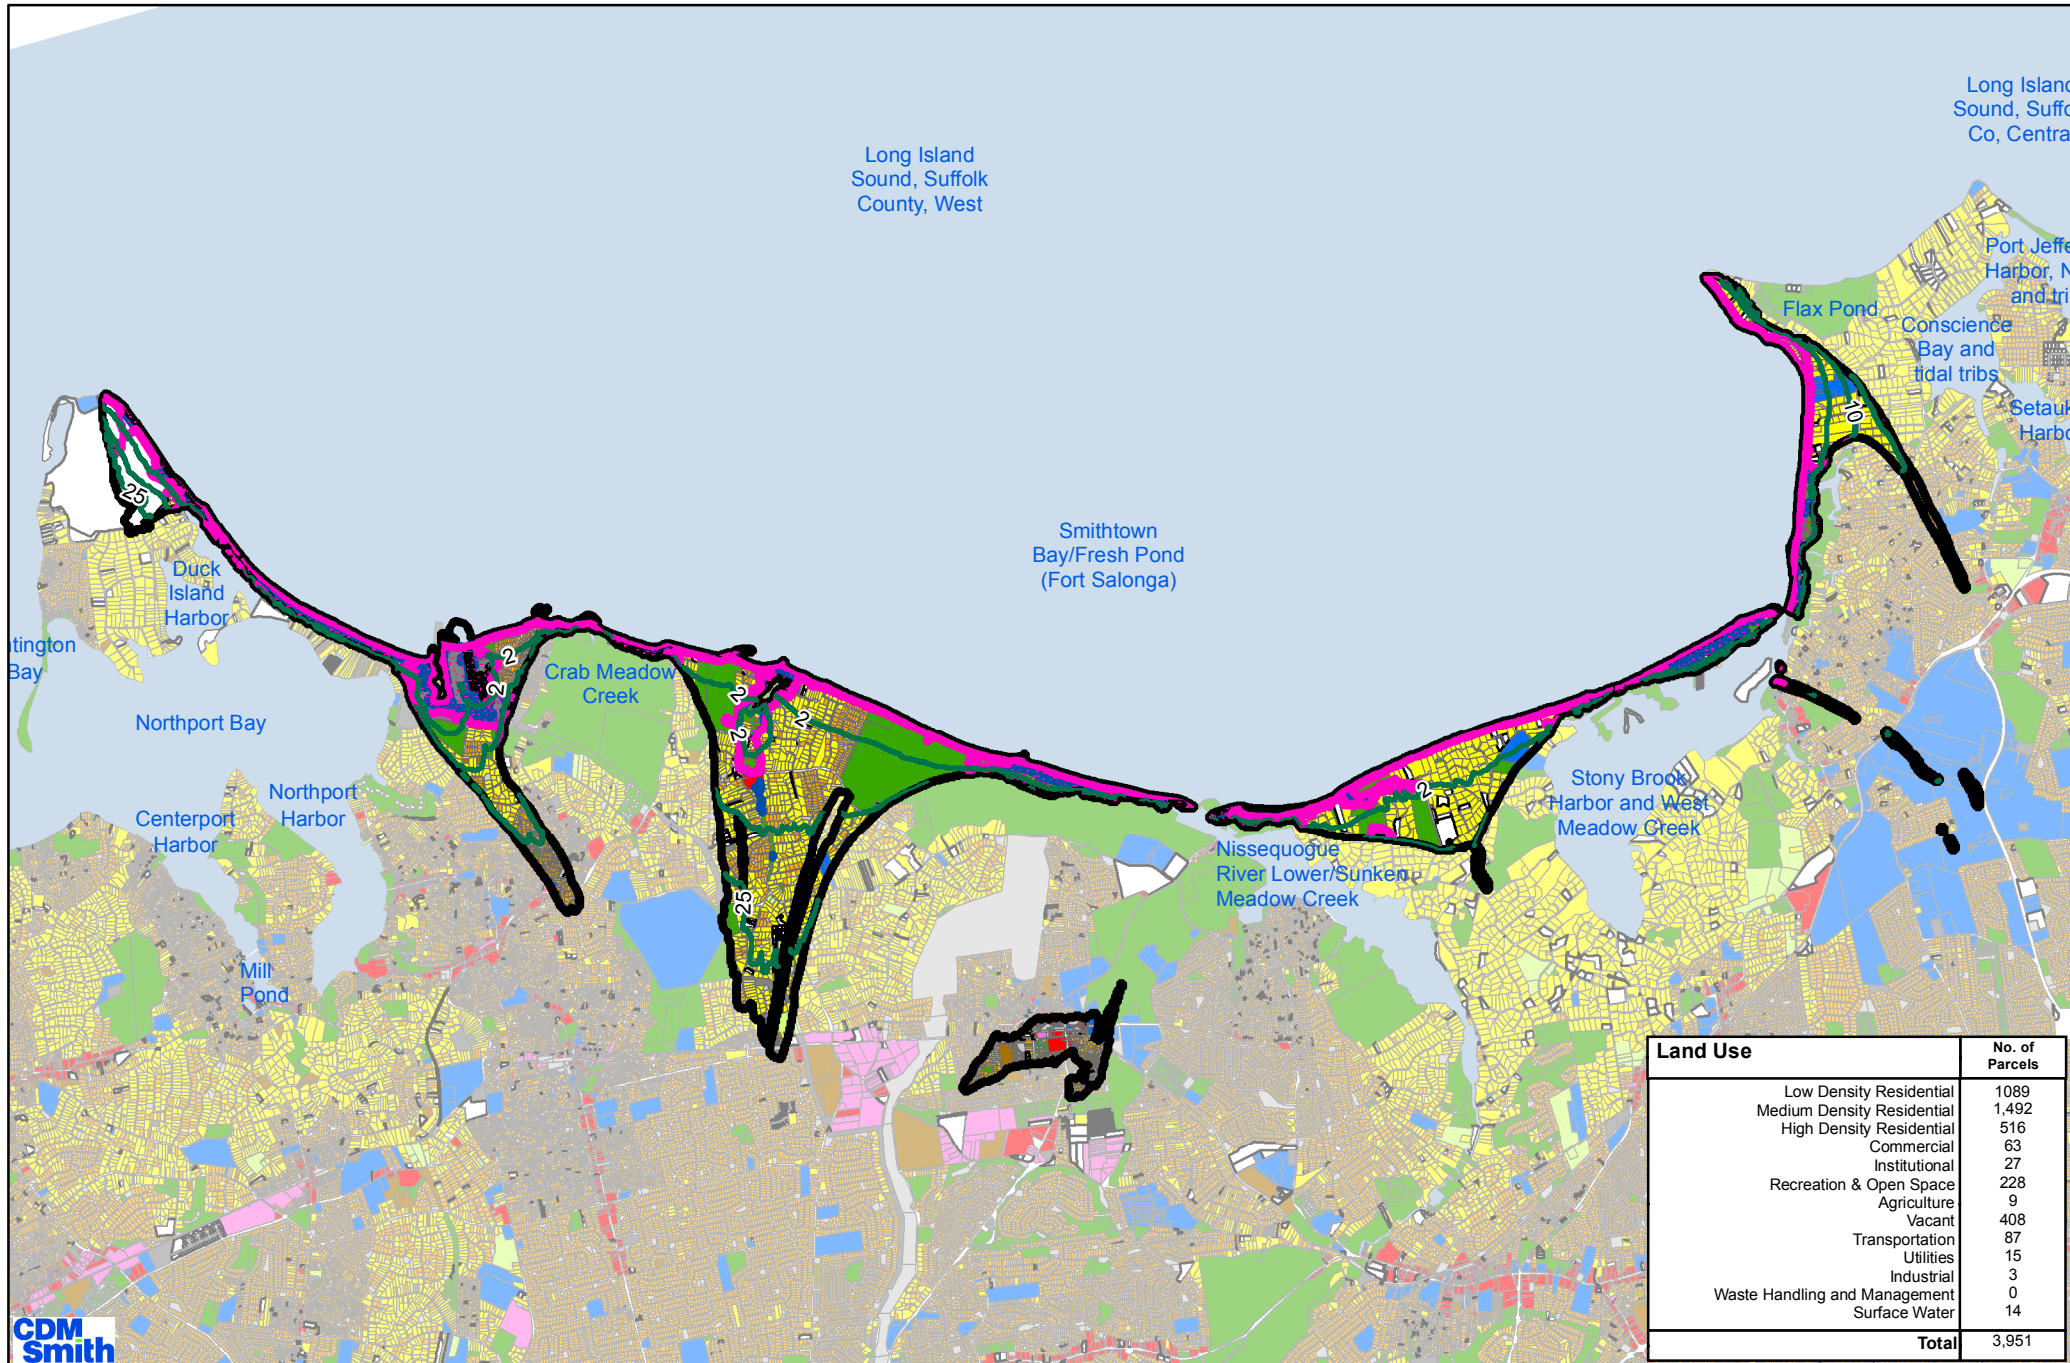 Long Island
Sound, Suffo
Co, Centra
Long Island
Sound, Suffolk
County, West
Port Jeffe
Harbor, N
and tri
Flax Pond
Conscience
Bay and
tidal tribs
Setauk
Harbo
10
25
Smithtown
Bay/Fresh Pond
(Fort Salonga)
Duck
Island
Harbor
ntington
Bay
2
2
Crab Meadow
Creek
2
2
2
Northport Bay
Northport
Harbor
Centerport
Harbor
2
Stony Brook
Harbor and West
Meadow Creek
Nissequogue
River Lower/Sunken
Meadow Creek
25
Mill
Pond
Land Use No. of Parcels
Low Density Residential 1089
Medium Density Residential 1,492
High Density Residential 516
Commercial 63
Institutional 27
Recreation & Open Space 228
Agriculture 9
Vacant 408
Transportation 87
Utilities 15
Industrial 3
Waste Handling and Management 0
Surface Water 14
Total 3,951
CDM
Smith